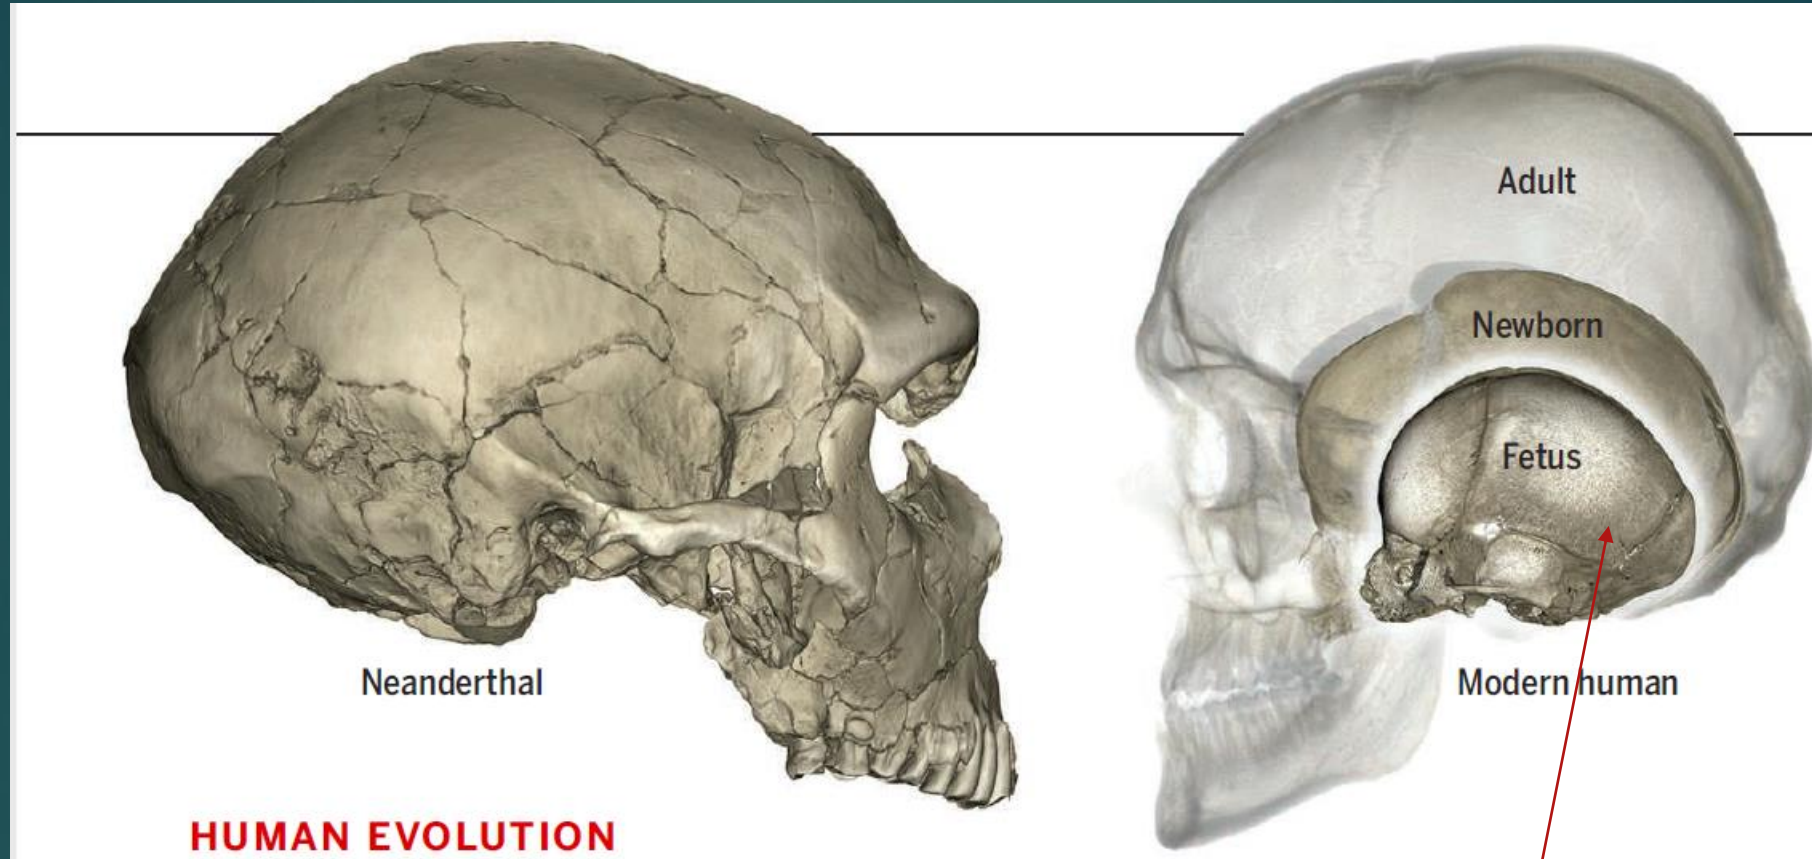 Adult
Newborn
Fetus
Neanderthal
Modern human
HUMAN EVOLUTION